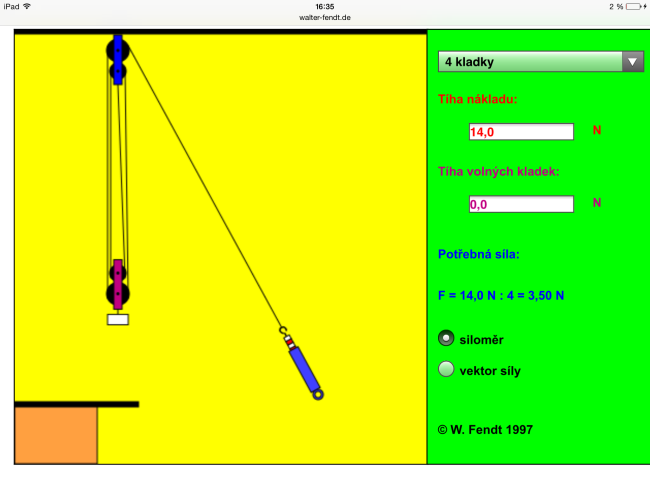 iPad 16:35 2 %
walter-fendt.de
4 kladky
Tíha nákladu:
14,0 N
Tíha volných kladek:
0,0 N
Potřebná síla:
F = 14,0 N : 4 = 3,50 N
siloměr
vektor síly
© W. Fendt 1997